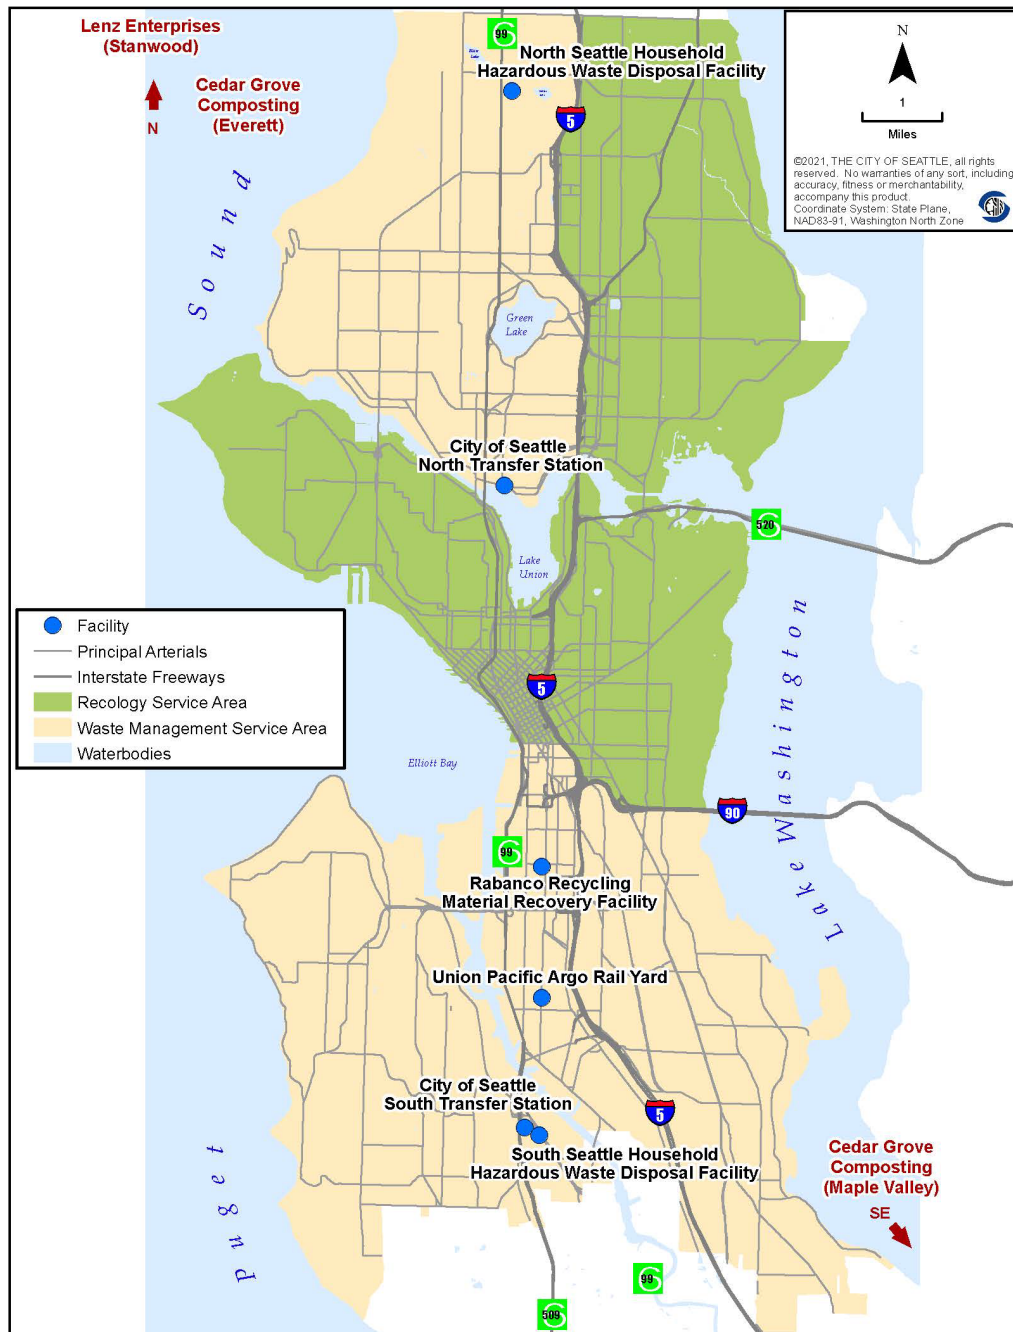 Lenz Enterprises
(Stanwood)
Cedar Grove
Composting
(Everett)
N
99
North Seattle Household
Hazardous Waste Disposal Facility
5
N
1
Miles
©2021, THE CITY OF SEATTLE, all rights
reserved. No warranties of any sort, including
accuracy, fitness or merchantability,
accompany this product.
Coordinate System: State Plane,
NAD83-91, Washington North Zone
Sound
Green
Lake
City of Seattle
North Transfer Station
520
Lake
Union
Facility
Principal Arterials
Interstate Freeways
Recology Service Area
Waste Management Service Area
Waterbodies
5
Elliott Bay
Lake Washington
90
99
Rabanco Recycling
Material Recovery Facility
Union Pacific Argo Rail Yard
City of Seattle
South Transfer Station
5
South Seattle Household
Hazardous Waste Disposal Facility
Puget
Cedar Grove
Composting
(Maple Valley)
SE
99
509